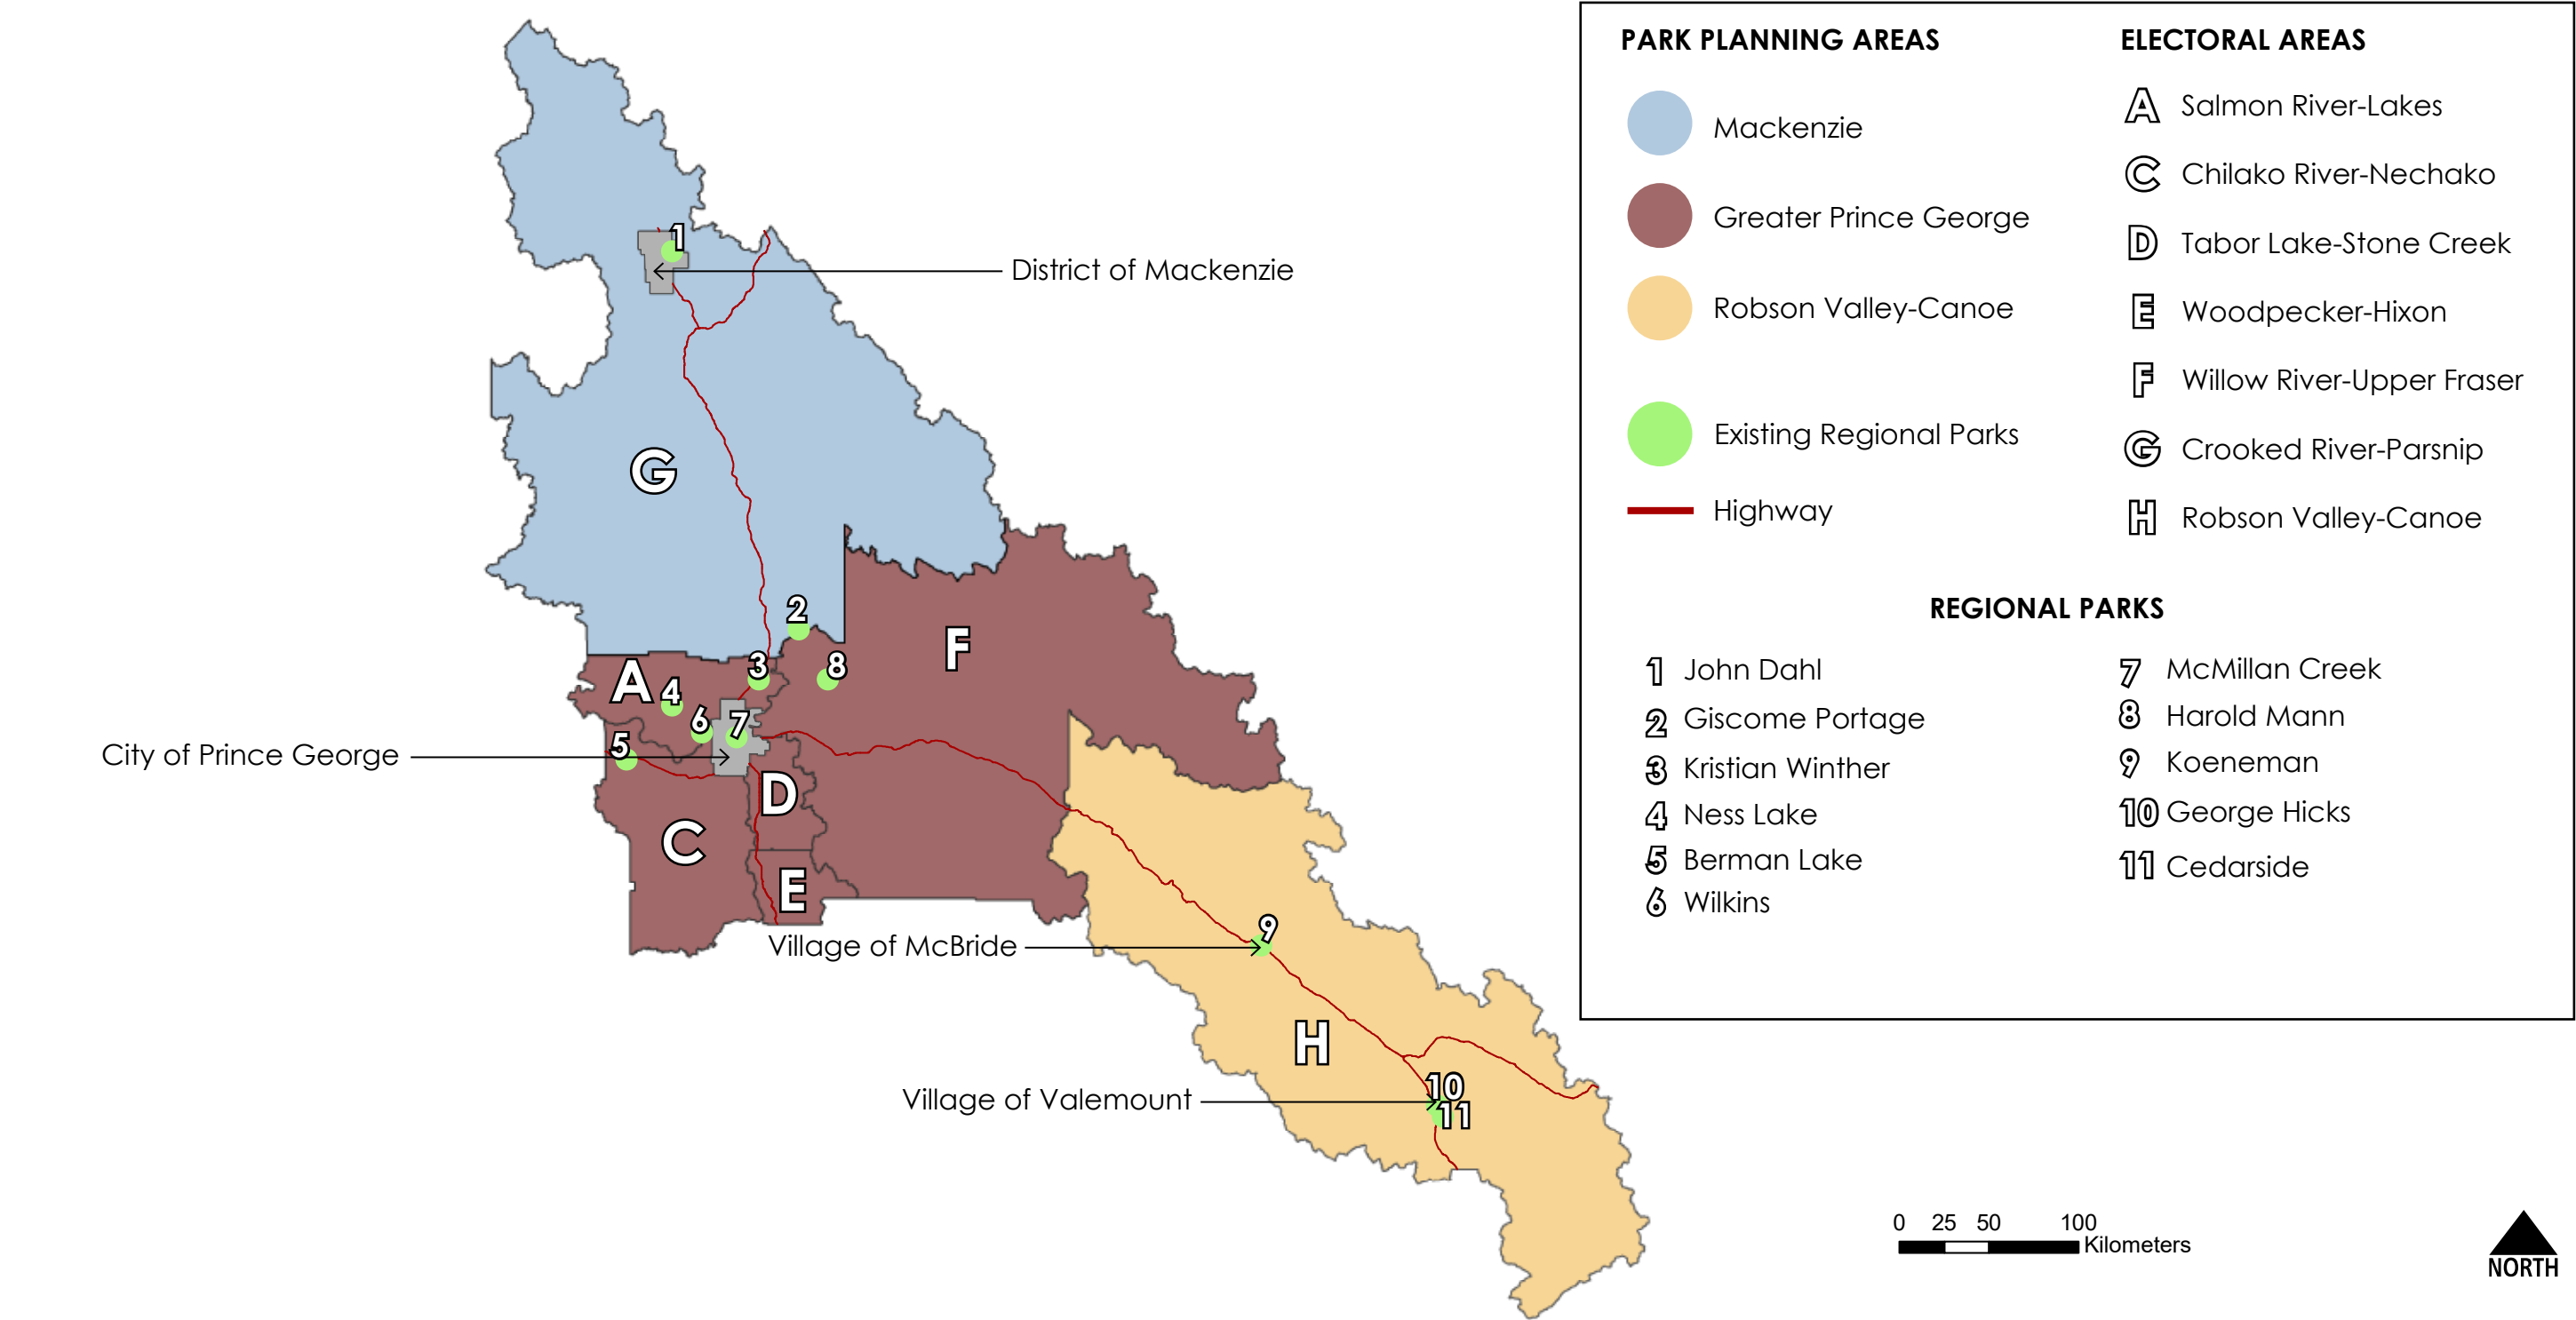 1
District of Mackenzie
G
2
F
3
8
A
4
6
7
5
City of Prince George
D
C
E
9
Village of McBride
H
10
Village of Valemount
11
PARK PLANNING AREAS
Mackenzie
Greater Prince George
Robson Valley-Canoe
Existing Regional Parks
Highway
ELECTORAL AREAS
A Salmon River-Lakes
C Chilako River-Nechako
D Tabor Lake-Stone Creek
E Woodpecker-Hixon
F Willow River-Upper Fraser
G Crooked River-Parsnip
H Robson Valley-Canoe
REGIONAL PARKS
1 John Dahl
2 Giscome Portage
3 Kristian Winther
4 Ness Lake
5 Berman Lake
6 Wilkins
7 McMillan Creek
8 Harold Mann
9 Koeneman
10 George Hicks
11 Cedarside
0 25 50 100
Kilometers
NORTH